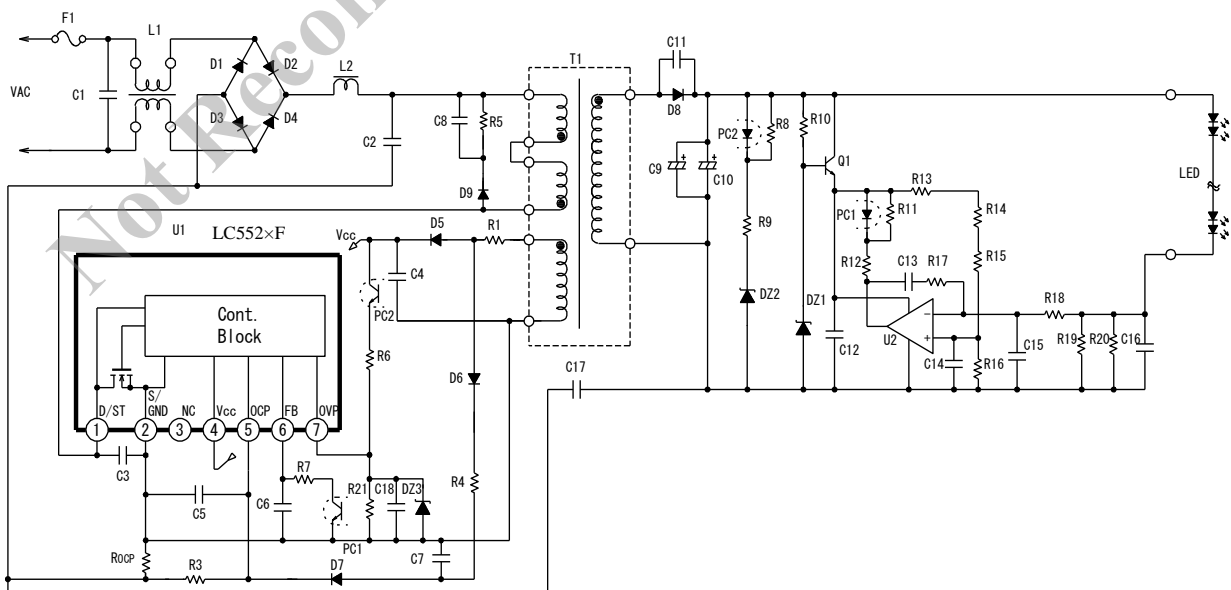 F1
L1
T1
C11
D1
D2
L2
VAC
C1
D8
PC2
R8
R10
C8
R5
Q1
D3
D4
C2
C9
C10
LED
R13
D9
PC1
R11
R14
Not Recom
U1
LC552×F
Vcc
D5
R1
R9
R12
C13
R17
R15
C4
PC2
DZ2
DZ1
R18
Cont.
Block
U2
C12
C14
R16
C15
R19
R20
C16
R6
D6
C17
S/
D/ST
GND
NC
Vcc
OCP
FB
OVP
1
2
3
4
5
6
7
C3
R7
R4
C5
C6
R21
C18
DZ3
PC1
C7
ROCP
R3
D7